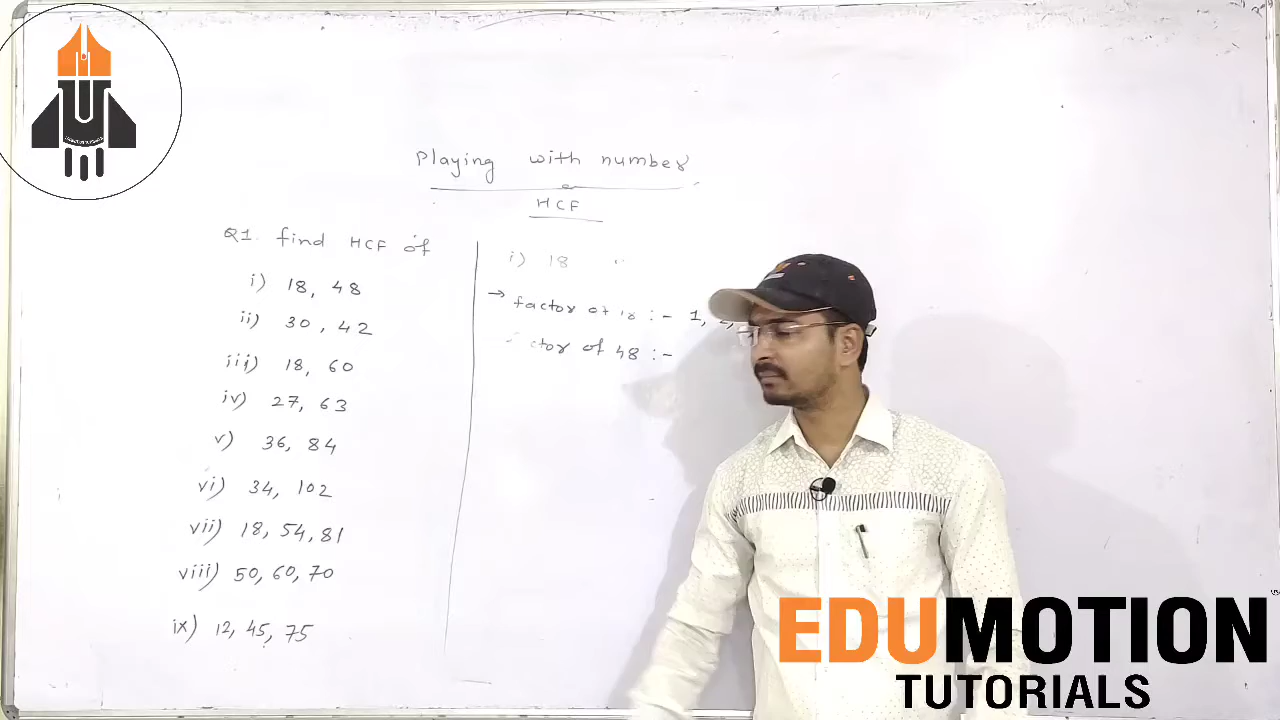 Playing with number
HCF
Q1. find HCF of
i) 18, 48
ii) 30, 42
iii) 18, 60
iv) 27, 63
v) 36, 84
vi) 34, 102
vii) 18, 54, 81
viii) 50, 60, 70
ix) 12, 45, 75
i) 18
→ factor of 18 :- 1, 2,
of 48 :-
EDUMOTION
TUTORIALS